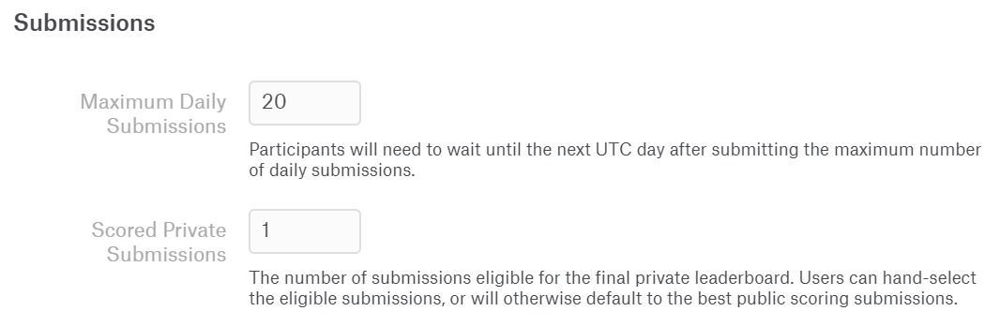 Submissions
Maximum Daily
Submissions
20
Participants will need to wait until the next UTC day after submitting the maximum number
of daily submissions.
Scored Private
Submissions
1
The number of submissions eligible for the final private leaderboard. Users can hand-select
the eligible submissions, or will otherwise default to the best public scoring submissions.